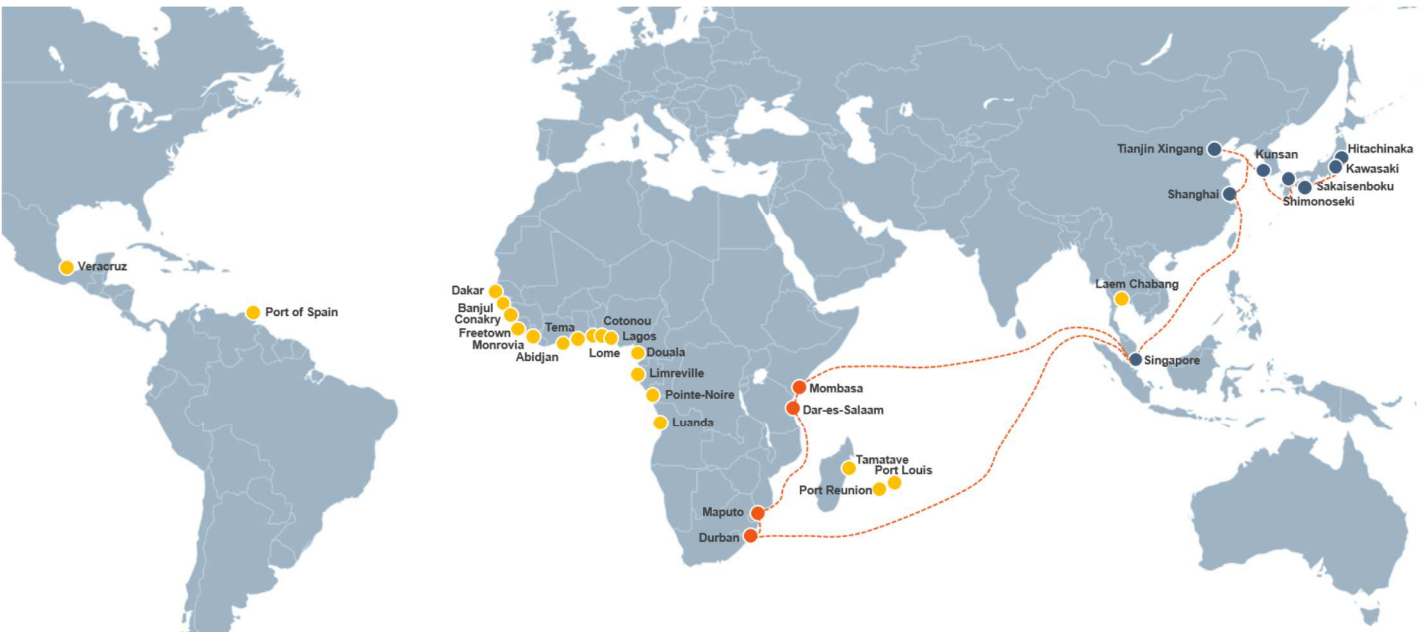 Tianjin Xingang
Kunsan
Hitachinaka
Kawasaki
Sakaisenboku
Shimonoseki
Shanghai
Veracruz
Port of Spain
Dakar
Banjul
Conakry
Freetown
Monrovia
Abidjan
Tema
Lome
Cotonou
Lagos
Douala
Limreville
Pointe-Noire
Luanda
Laem Chabang
Singapore
Mombasa
Dar-es-Salaam
Tamatave
Port Louis
Port Reunion
Maputo
Durban